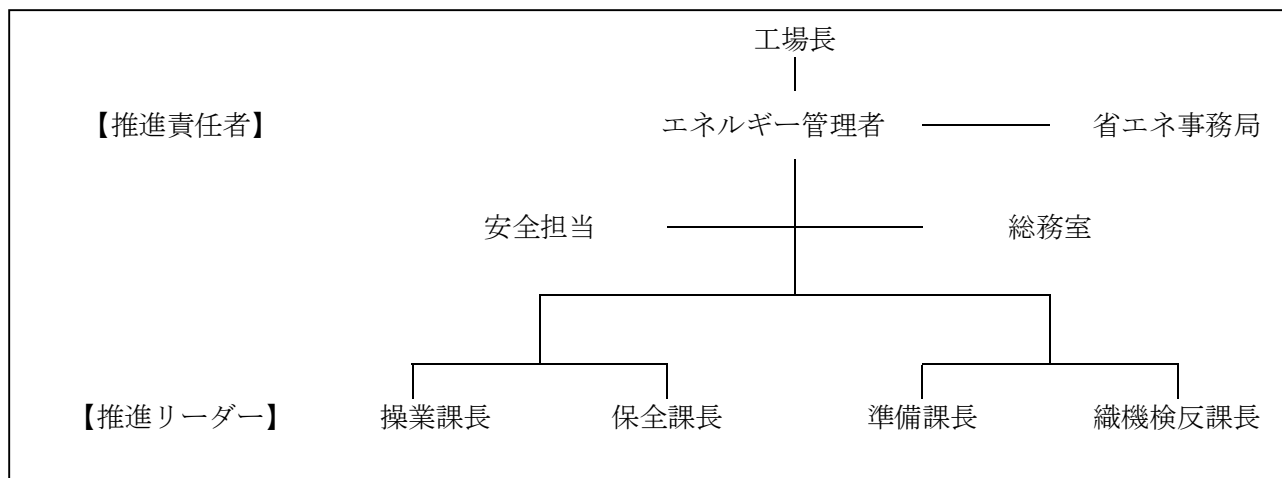 工場長
【推進責任者】 エネルギー管理者 省エネ事務局
安全担当 総務室
【推進リーダー】 操業課長 保全課長 準備課長 織機検反課長